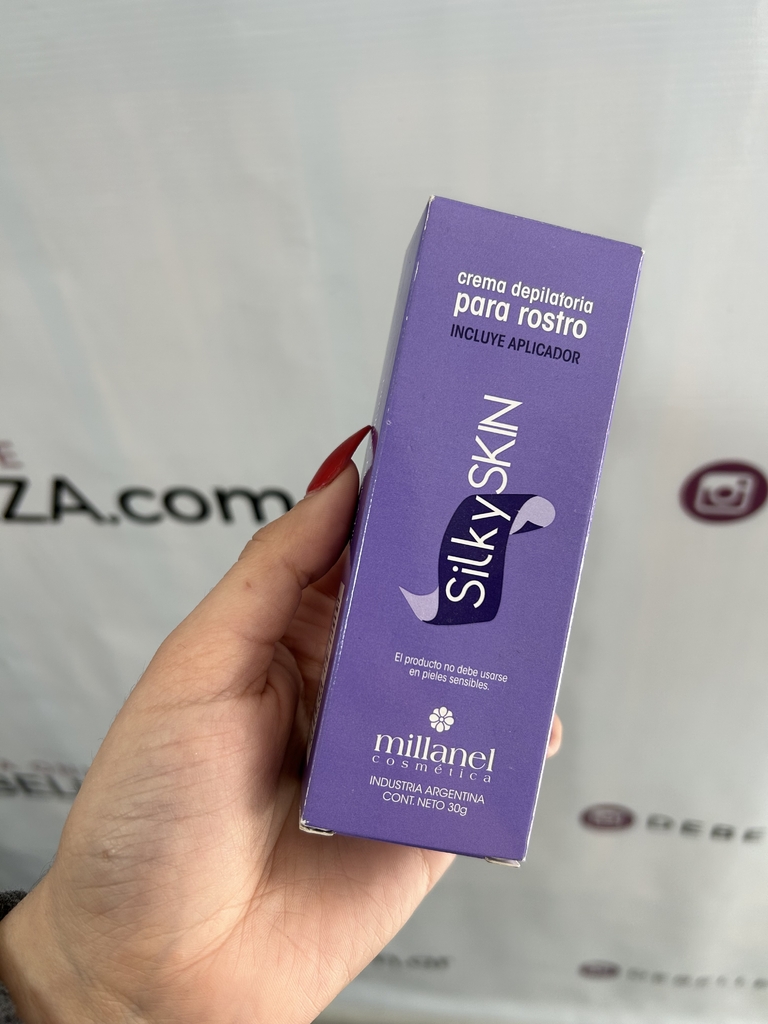 crema depilatoria
para rostro
INCLUYE APLICADOR
SilkySKIN
El producto no debe usarse
en pieles sensibles.
millanel
cosmética
INDUSTRIA ARGENTINA
CONT. NETO 30g
ZA.com